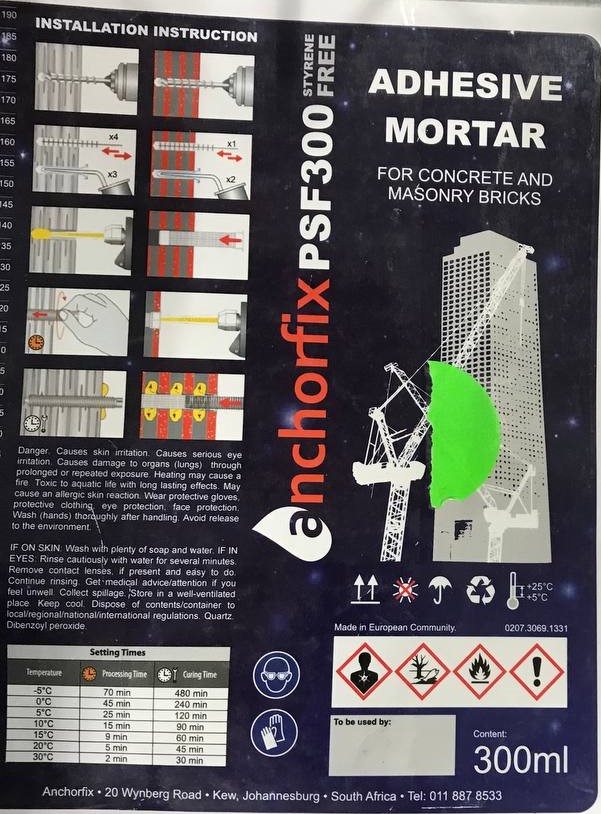 190
185
180
175
170
165
160
155
150
145
140
35
30
25
20
15
INSTALLATION INSTRUCTION
x4
x3
x1
x2
Danger. Causes skin irritation. Causes serious eye
irritation. Causes damage to organs (lungs) through
prolonged or repeated exposure. Heating may cause a
fire. Toxic to aquatic life with long lasting effects. May
cause an allergic skin reaction. Wear protective gloves,
protective clothing, eye protection, face protection.
Wash (hands) thoroughly after handling. Avoid release
to the environment.
IF ON SKIN: Wash with plenty of soap and water. IF IN
EYES: Rinse cautiously with water for several minutes.
Remove contact lenses, if present and easy to do.
Continue rinsing. Get medical advice/attention if you
feel unwell. Collect spillage. Store in a well-ventilated
place. Keep cool. Dispose of contents/container to
local/regional/national/international regulations. Quartz.
Dibenzoyl peroxide.
Setting Times
Temperature Processing Time Curing Time
-5°C 70 min 480 min
0°C 45 min 240 min
5°C 25 min 120 min
10°C 15 min 90 min
15°C 9 min 60 min
20°C 5 min 45 min
30°C 2 min 30 min
anchorfix PSF300 STYRENE
FREE
ADHESIVE
MORTAR
FOR CONCRETE AND
MASONRY BRICKS
+25°C
+5°C
Made in European Community. 0207.3069.1331
To be used by:
Content:
300ml
Anchorfix • 20 Wynberg Road • Kew, Johannesburg • South Africa • Tel: 011 887 8533